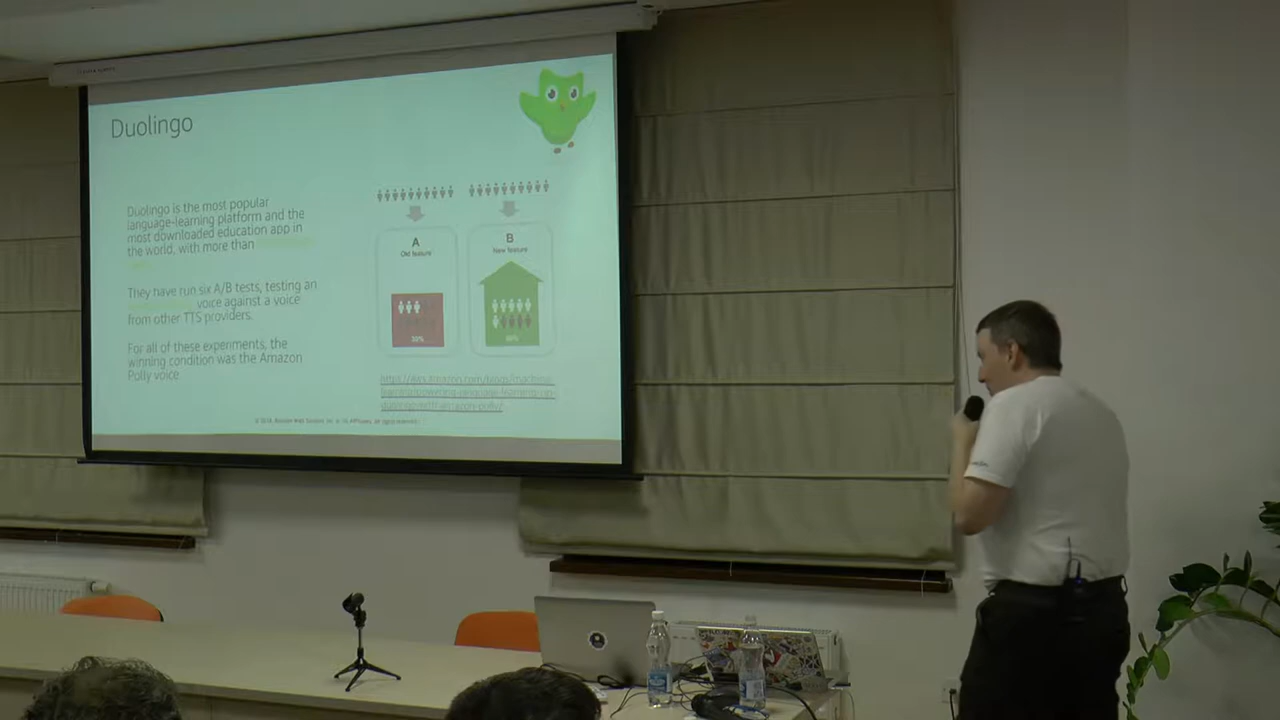 Duolingo
Duolingo is the most popular
language-learning platform and the
most downloaded education app in
the world, with more than
They have run six A/B tests, testing an
voice against a voice
from other TTS providers.
For all of these experiments, the
winning condition was the Amazon
Polly voice
A
Old feature
B
New feature
30%